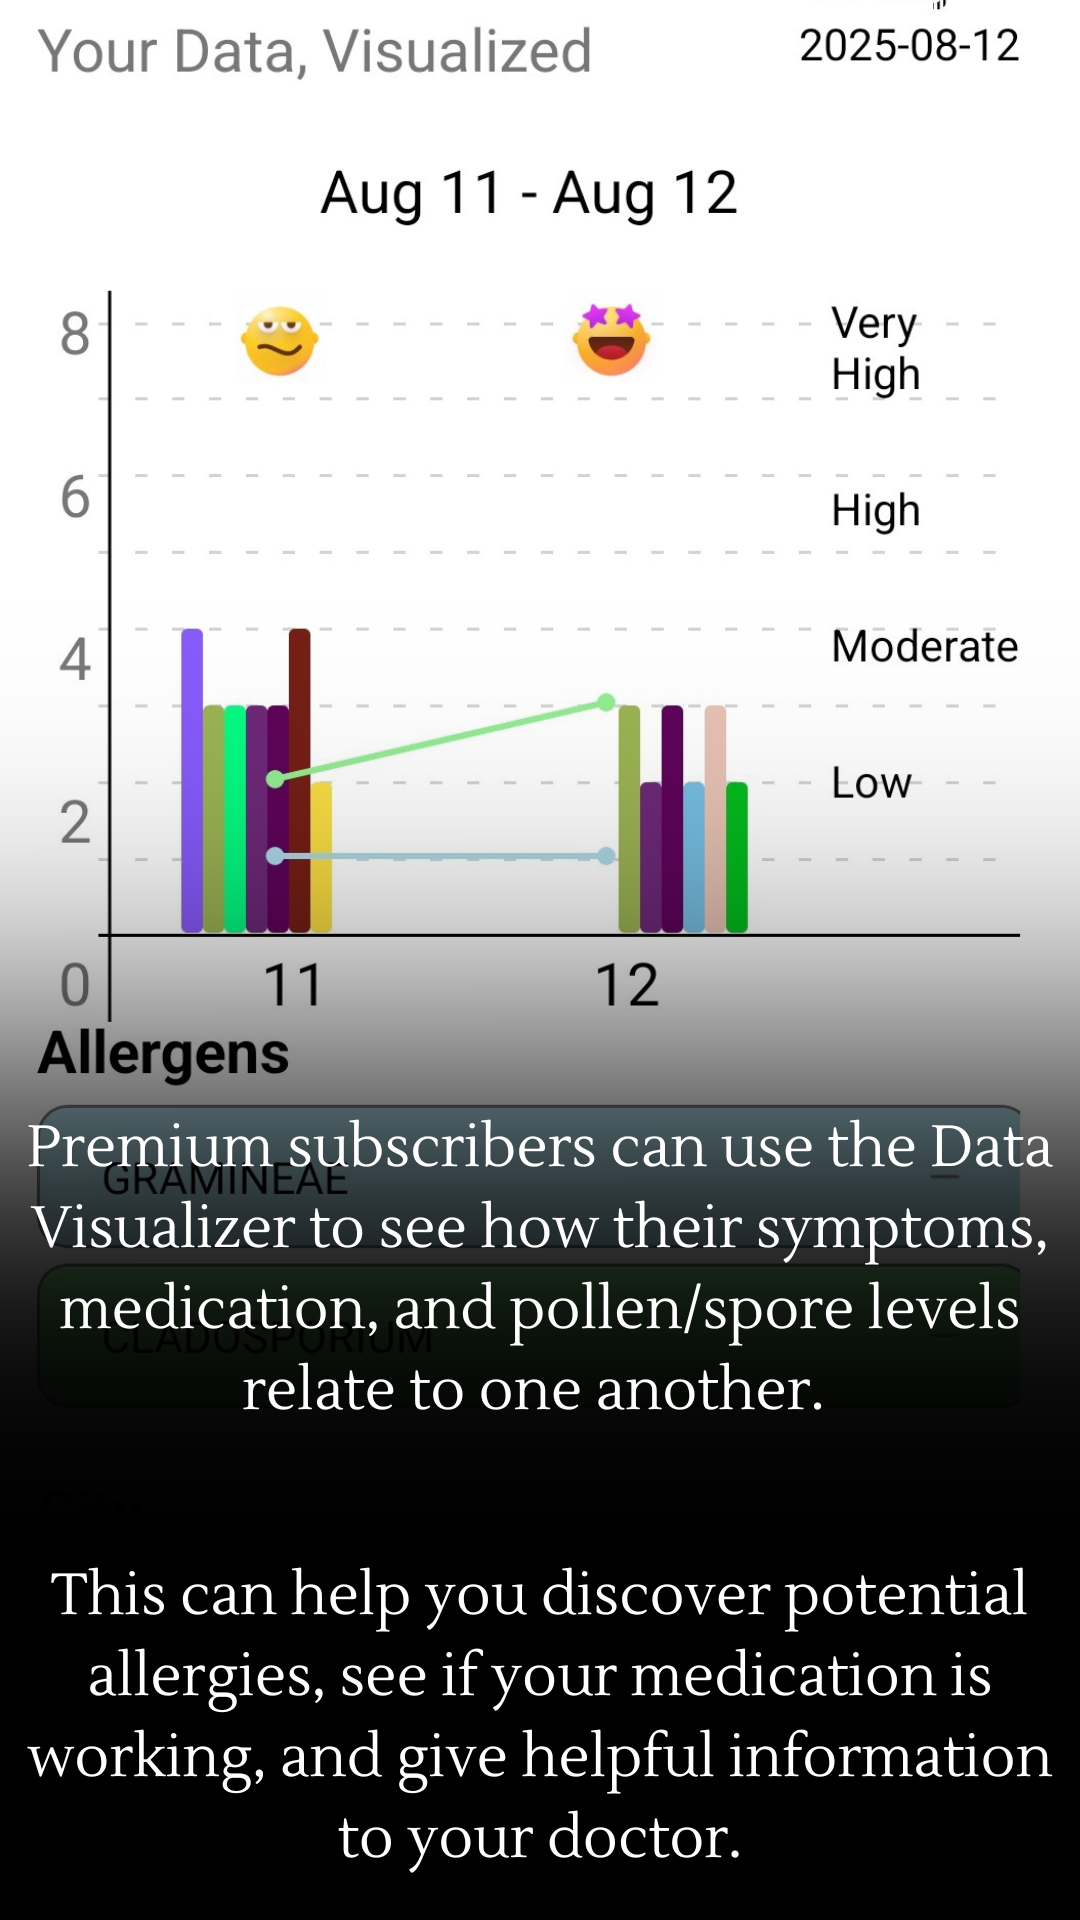 Your Data, Visualized
2025-08-12
Aug 11 - Aug 12
8
Very
High
6
High
4
Moderate
Low
2
0
11
12
Allergens
GRAMINEAE
CLADOSPORIUM
Premium subscribers can use the Data
Visualizer to see how their symptoms,
medication, and pollen/spore levels
relate to one another.
City
This can help you discover potential
allergies, see if your medication is
working, and give helpful information
to your doctor.